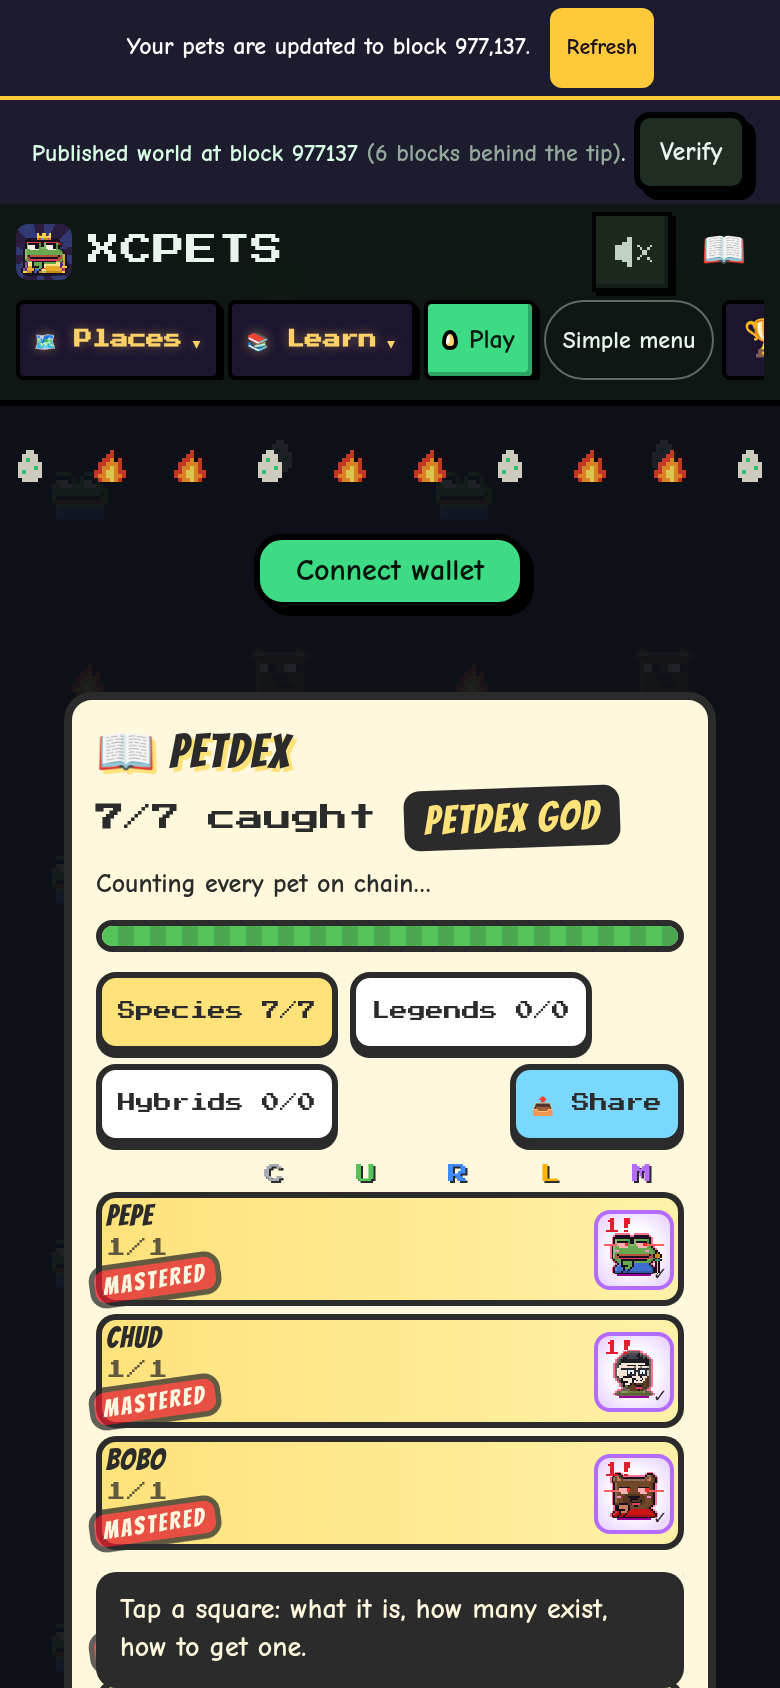 Your pets are updated to block 977,137.
Refresh
Published world at block 977137 (6 blocks behind the tip).
Verify
XCPETS
Places ▾
Learn ▾
Play
Simple menu
Connect wallet
PETDEX
7/7 caught
PETDEX GOD
Counting every pet on chain...
Species 7/7
Legends 0/0
Hybrids 0/0
Share
C U R L M
PEPE
1/1
MASTERED
1!
CHUD
1/1
MASTERED
1!
BOBO
1/1
MASTERED
1!
Tap a square: what it is, how many exist,
how to get one.